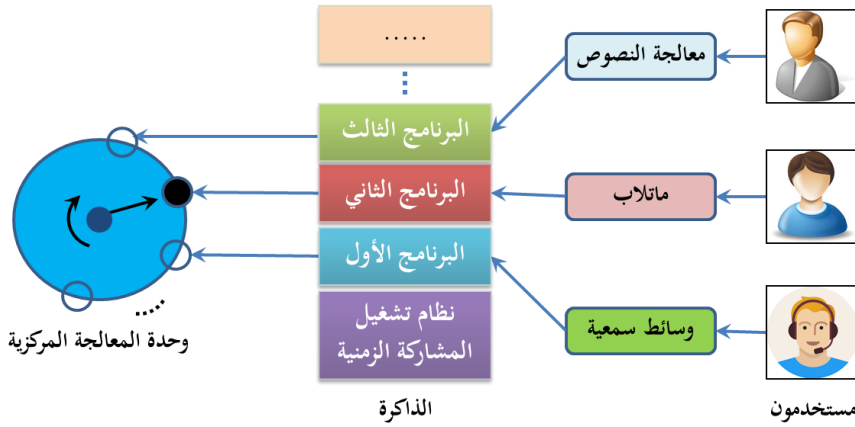 .....
معالجة النصوص
البرنامج الثالث
ماتلاب
البرنامج الثاني
البرنامج الأول
وسائط سمعية
نظام تشغيل
المشاركة الزمنية
وحدة المعالجة المركزية
مستخدمون
الذاكرة